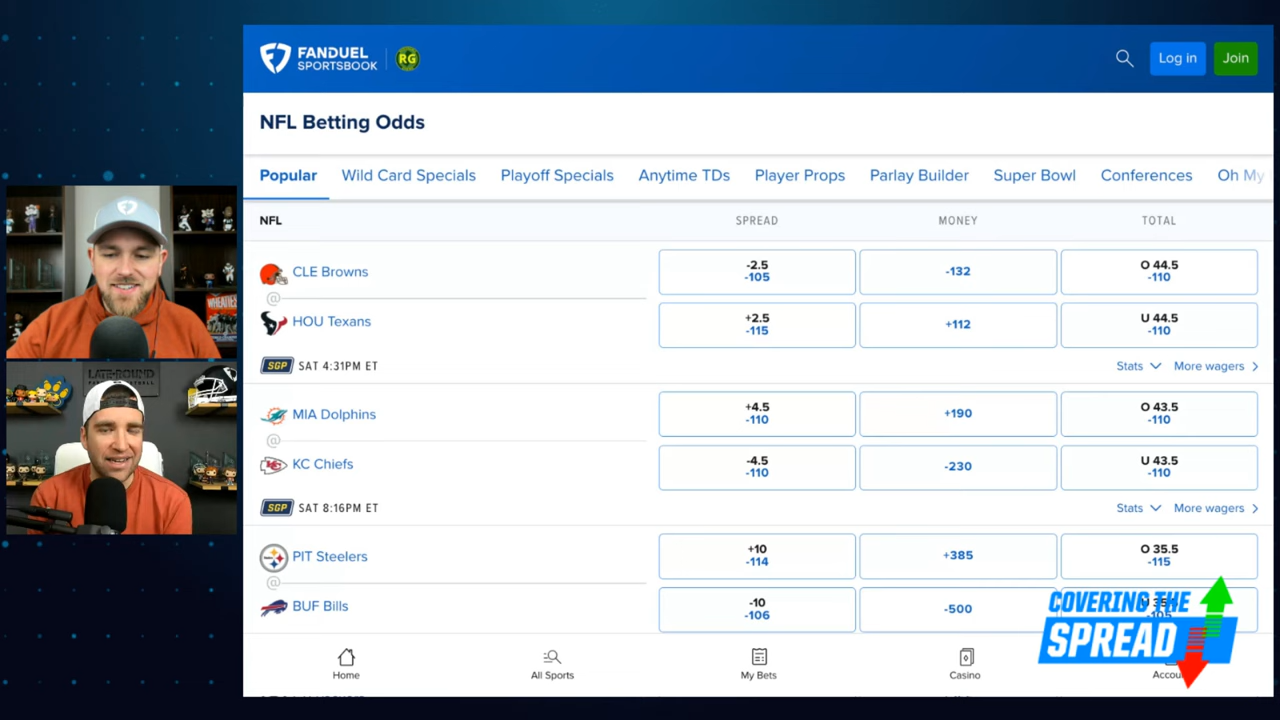 FANDUEL
SPORTSBOOK
RG
Log in
Join
NFL Betting Odds
Popular
Wild Card Specials
Playoff Specials
Anytime TDs
Player Props
Parlay Builder
Super Bowl
Conferences
Oh My
NFL
SPREAD
MONEY
TOTAL
CLE Browns
-2.5
-105
-132
O 44.5
-110
@
HOU Texans
+2.5
-115
+112
U 44.5
-110
SGP SAT 4:31PM ET
Stats
More wagers
MIA Dolphins
+4.5
-110
+190
O 43.5
-110
@
KC Chiefs
-4.5
-110
-230
U 43.5
-110
SGP SAT 8:16PM ET
Stats
More wagers
PIT Steelers
+10
-114
+385
O 35.5
-115
@
BUF Bills
-10
-106
-500
COVERING THE
SPREAD
Home
All Sports
My Bets
Casino
WHEATIES
LATE-ROUND